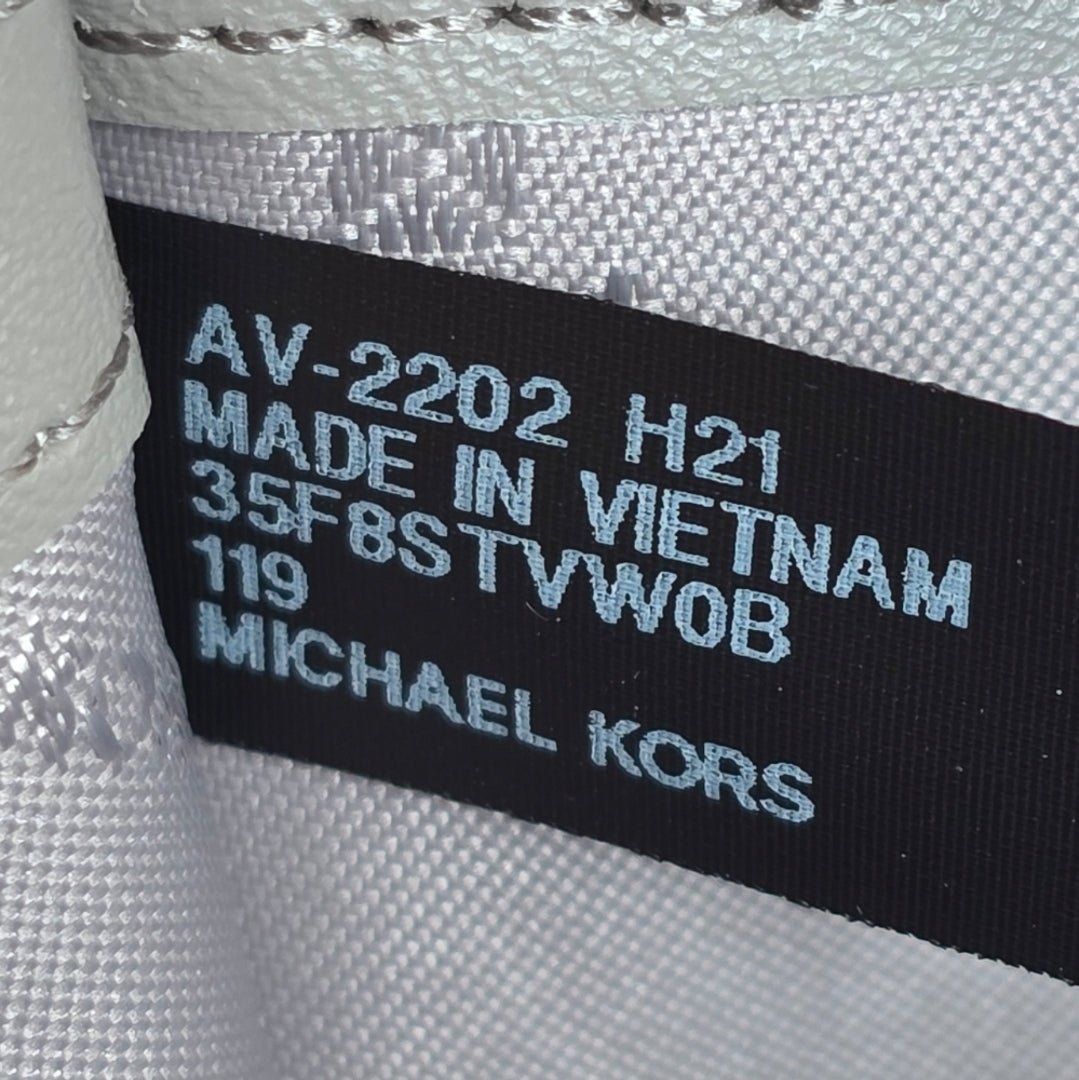 AV-2202 H21
MADE IN VIETNAM
35F8STVW0B
119
MICHAEL KORS